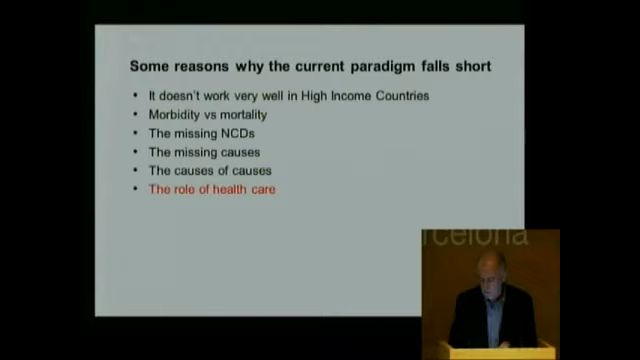 Some reasons why the current paradigm falls short
• It doesn't work very well in High Income Countries
• Morbidity vs mortality
• The missing NCDs
• The missing causes
• The causes of causes
• The role of health care
rcelona